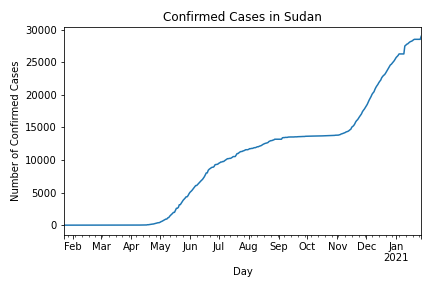 Confirmed Cases in Sudan
30000
25000
20000
15000
10000
5000
0
Number of Confirmed Cases
Feb Mar Apr May Jun Jul Aug Sep Oct Nov Dec Jan
2021
Day